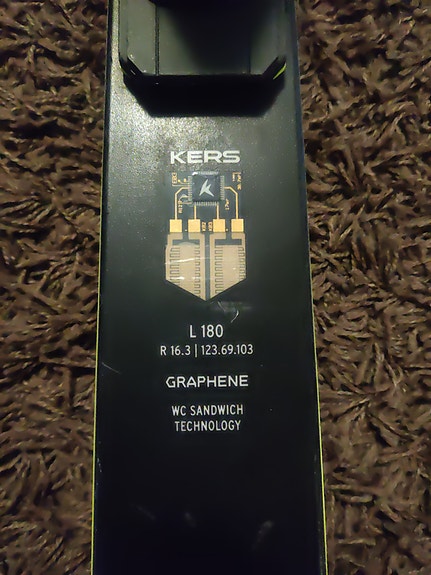 KERS
L 180
R 16.3 | 123.69.103
GRAPHENE
WC SANDWICH
TECHNOLOGY